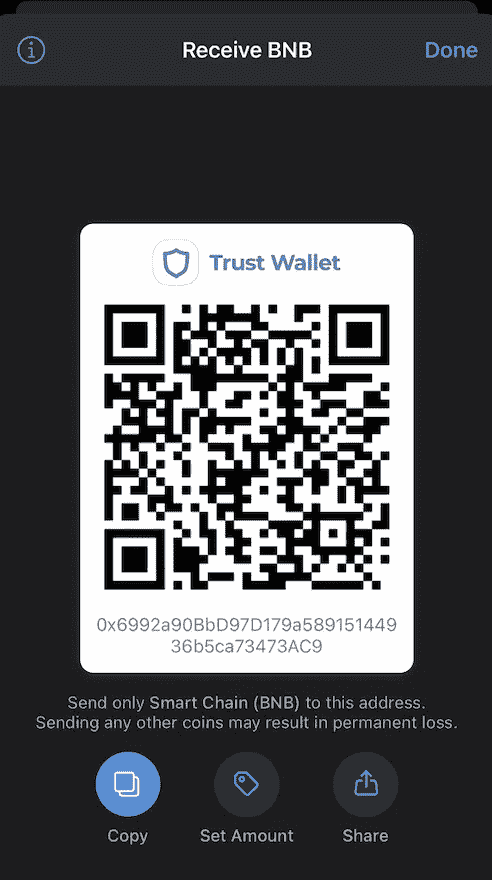 Receive BNB
Done
Trust Wallet
0x6992a90BbD97D179a589151449
36b5ca73473AC9
Send only Smart Chain (BNB) to this address.
Sending any other coins may result in permanent loss.
Copy
Set Amount
Share